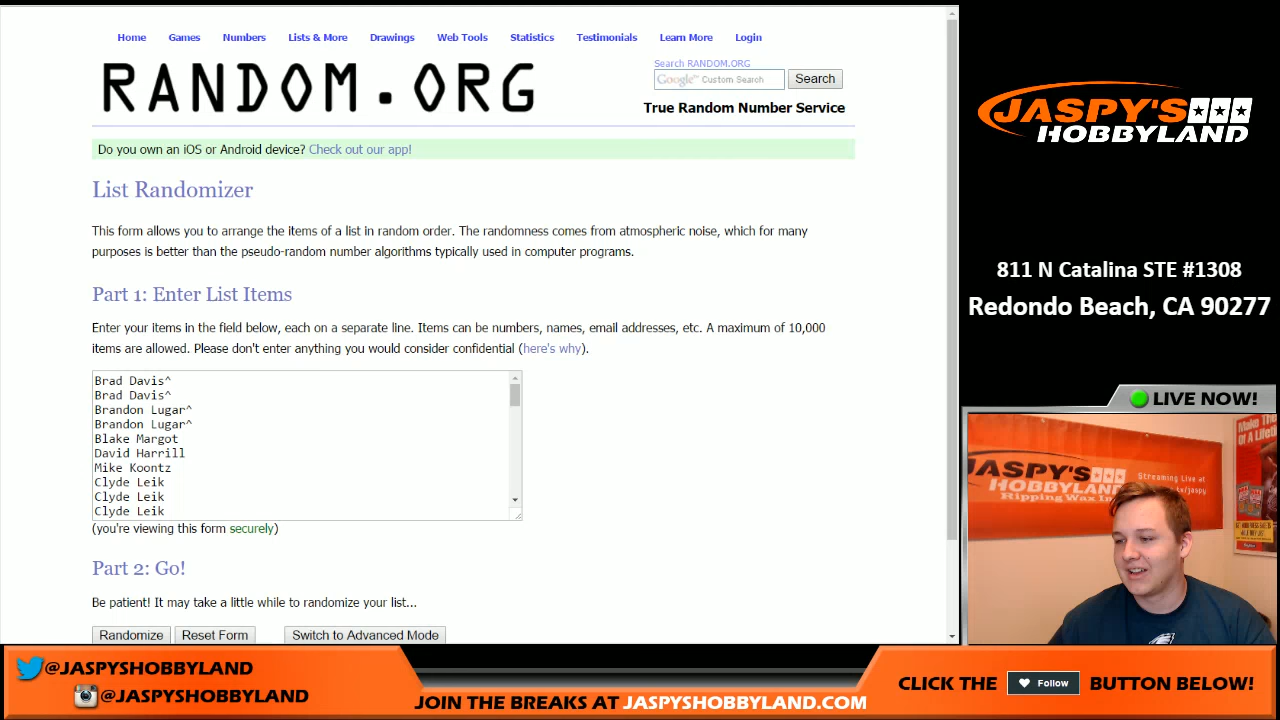 Home Games Numbers Lists & More Drawings Web Tools Statistics Testimonials Learn More Login
RANDOM.ORG
Search RANDOM.ORG
Google™ Custom Search Search
True Random Number Service
Do you own an iOS or Android device? Check out our app!
List Randomizer
This form allows you to arrange the items of a list in random order. The randomness comes from atmospheric noise, which for many
purposes is better than the pseudo-random number algorithms typically used in computer programs.
Part 1: Enter List Items
Enter your items in the field below, each on a separate line. Items can be numbers, names, email addresses, etc. A maximum of 10,000
items are allowed. Please don't enter anything you would consider confidential (here's why).
Brad Davis^
Brad Davis^
Brandon Lugar^
Brandon Lugar^
Blake Margot
David Harrill
Mike Koontz
Clyde Leik
Clyde Leik
Clyde Leik
(you're viewing this form securely)
Part 2: Go!
Be patient! It may take a little while to randomize your list...
Randomize Reset Form Switch to Advanced Mode
JASPY'S
HOBBYLAND
811 N Catalina STE #1308
Redondo Beach, CA 90277
LIVE NOW!
JASPY'S
HOBBYLAND
Ripping Wax
Streaming Live at
@JASPYSHOBBYLAND
@JASPYSHOBBYLAND
JOIN THE BREAKS AT JASPYSHOBBYLAND.COM
CLICK THE Follow BUTTON BELOW!